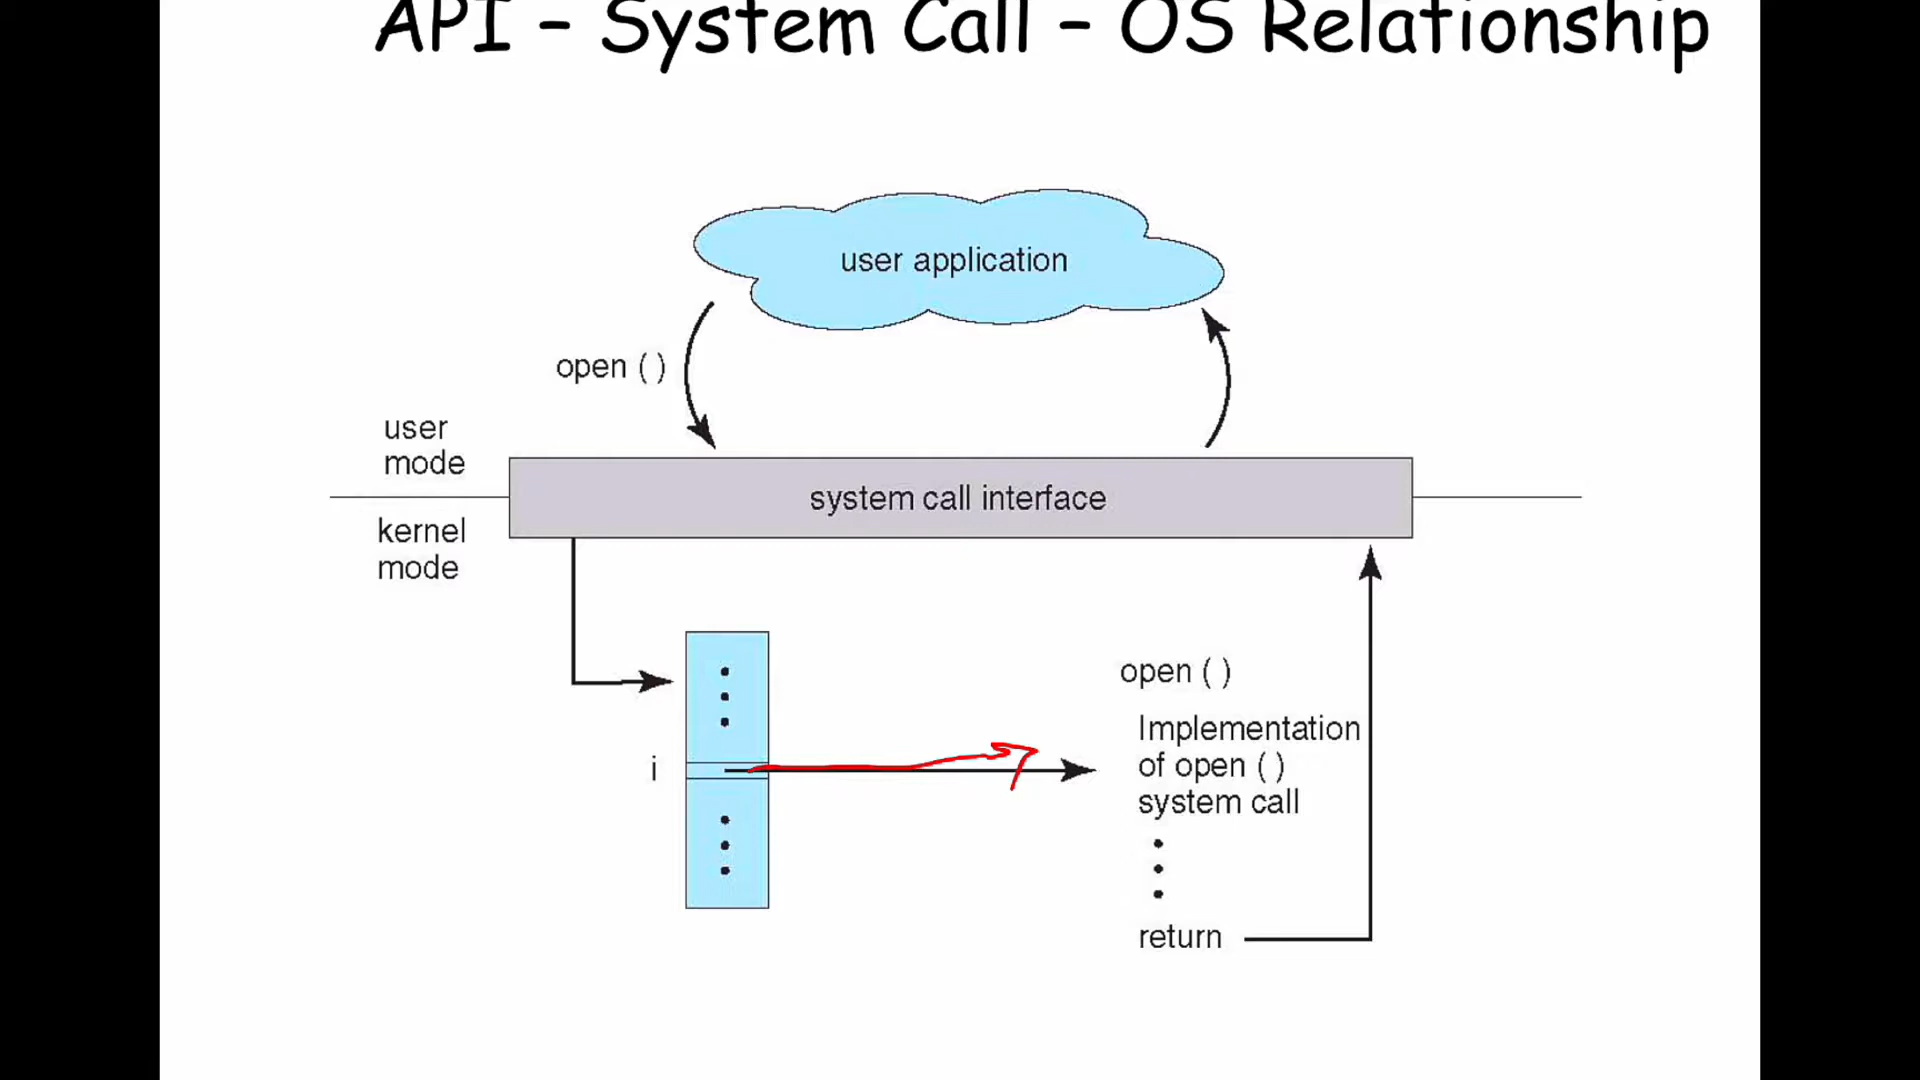 API – System Call – OS Relationship
user application
open ( )
user
mode
system call interface
kernel
mode
open ( )
Implementation
of open ( )
system call
i
return